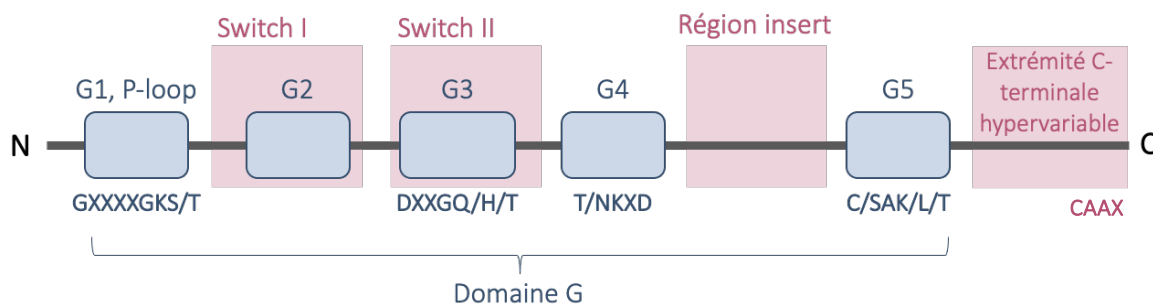 Switch I
Switch II
Région insert
G1, P-loop
G2
G3
G4
G5
Extrémité C-
terminale
hypervariable
N
C
GXXXXGKS/T
DXXGQ/H/T
T/NKXD
C/SAK/L/T
CAAX
Domaine G